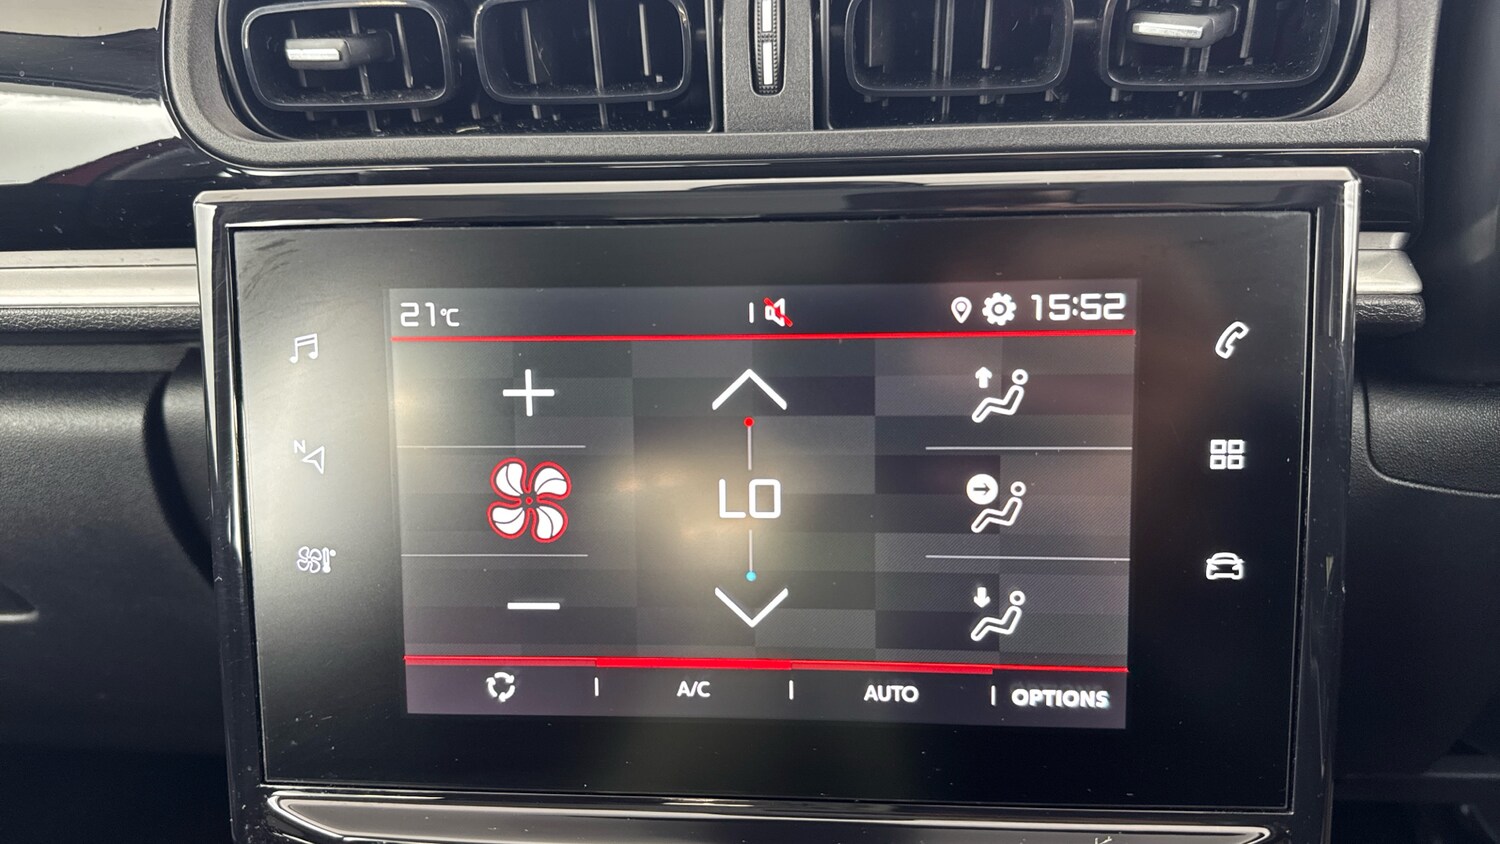 21°C
15:52
N
LO
A/C
AUTO
OPTIONS